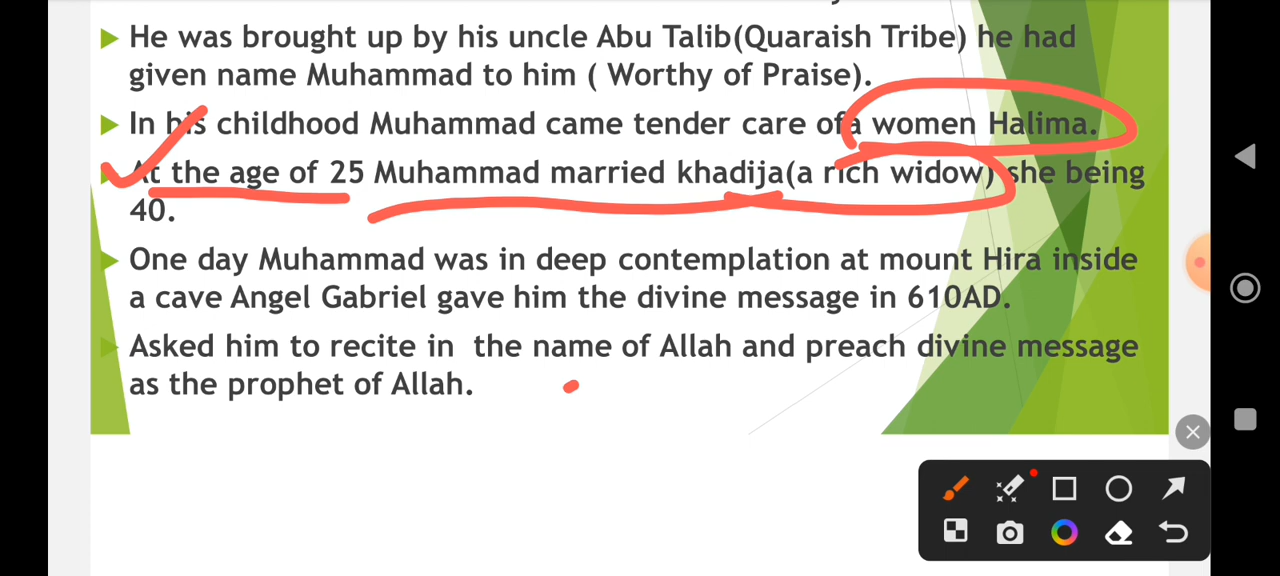 He was brought up by his uncle Abu Talib(Quaraish Tribe) he had
given name Muhammad to him ( Worthy of Praise).
In his childhood Muhammad came tender care ofa women Halima.
At the age of 25 Muhammad married khadija(a rich widow) she being
40.
One day Muhammad was in deep contemplation at mount Hira inside
a cave Angel Gabriel gave him the divine message in 610AD.
Asked him to recite in the name of Allah and preach divine message
as the prophet of Allah.